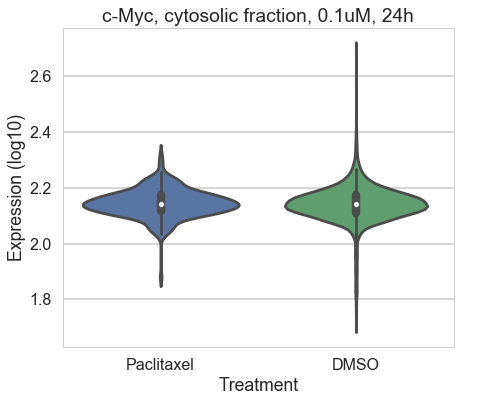 c-Myc, cytosolic fraction, 0.1uM, 24h
Expression (log10)
2.6
2.4
2.2
2.0
1.8
Paclitaxel DMSO
Treatment